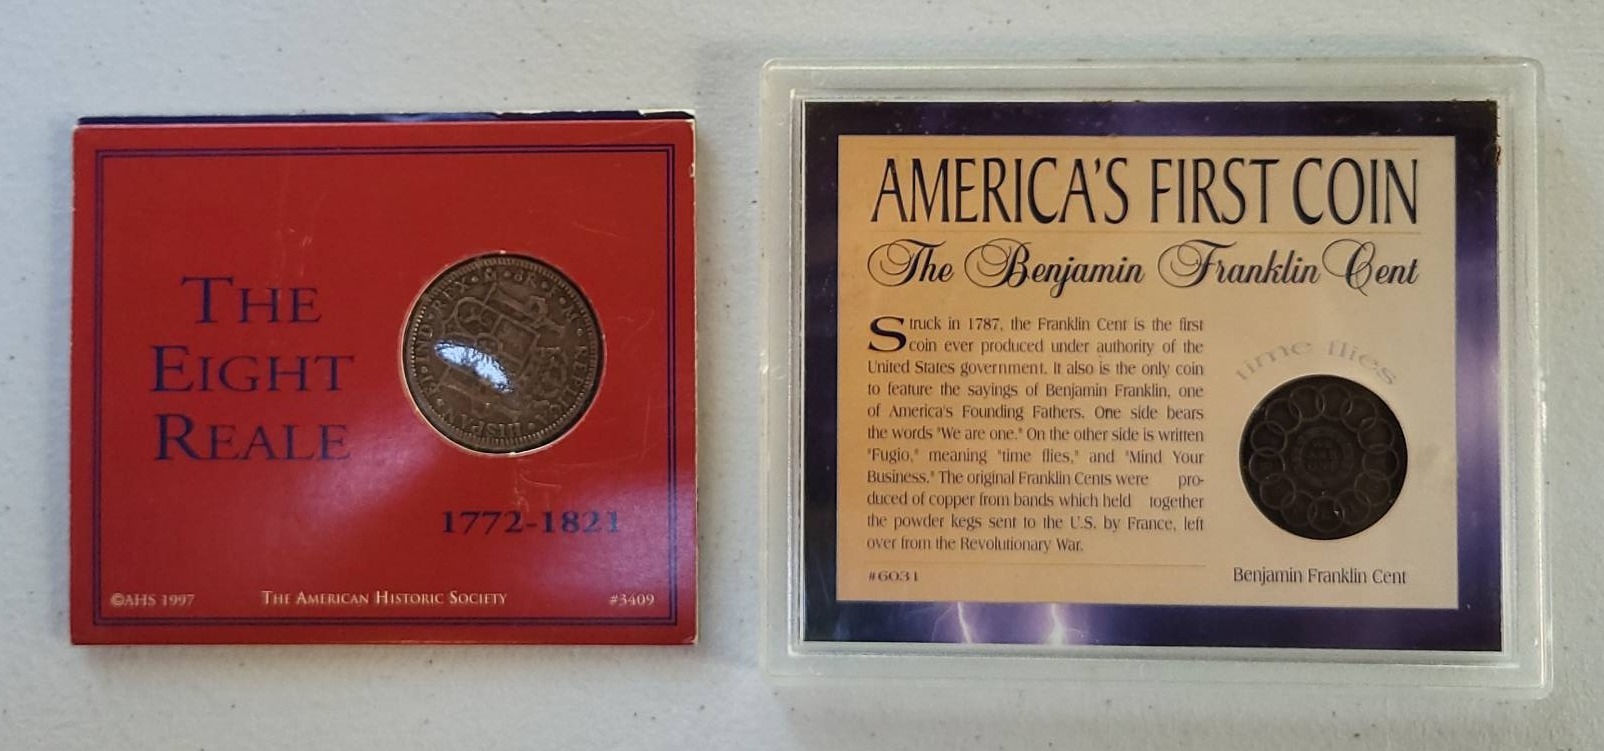 THE
EIGHT
REALE
1772-1821
©AHS 1997 THE AMERICAN HISTORIC SOCIETY #3409
AMERICA'S FIRST COIN
The Benjamin Franklin Cent
Struck in 1787, the Franklin Cent is the first
coin ever produced under authority of the
United States government. It also is the only coin
to feature the sayings of Benjamin Franklin, one
of America's Founding Fathers. One side bears
the words "We are one." On the other side is written
"Fugio," meaning "time flies," and "Mind Your
Business." The original Franklin Cents were pro-
duced of copper from bands which held together
the powder kegs sent to the U.S. by France, left
over from the Revolutionary War.
#6031
time flies
WE
ARE
ONE
Benjamin Franklin Cent